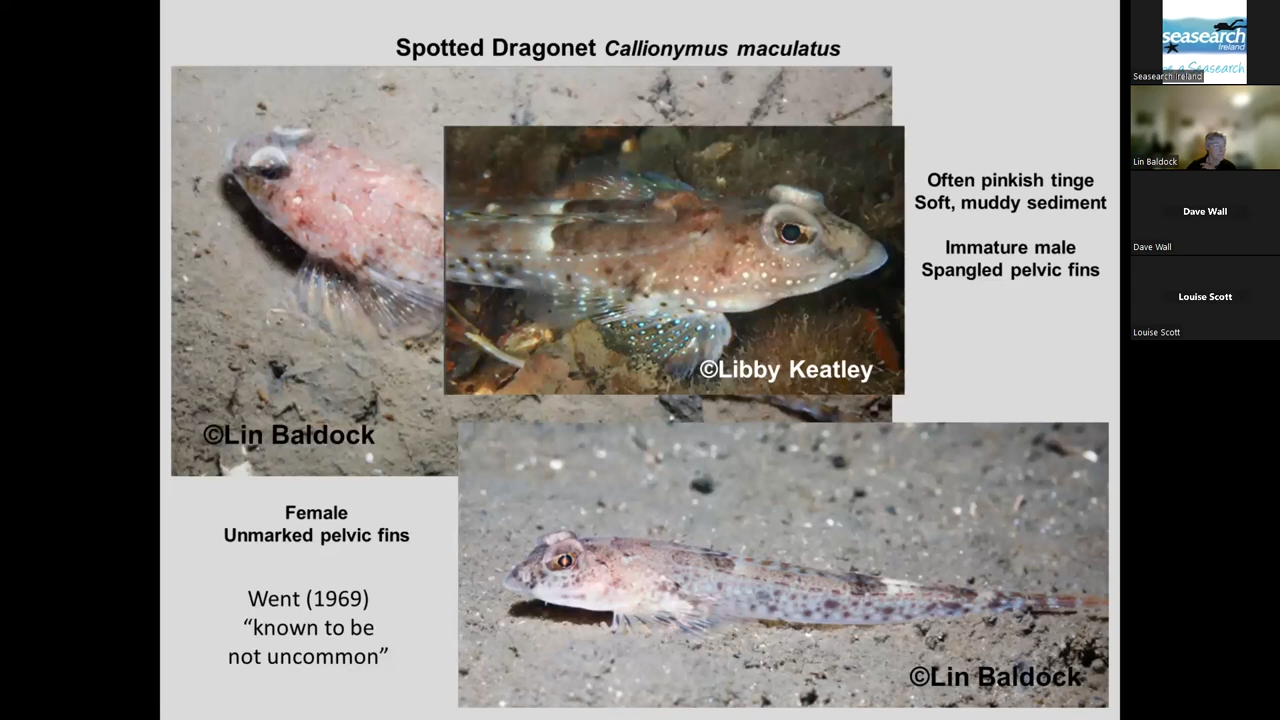 Spotted Dragonet Callionymus maculatus
Often pinkish tinge
Soft, muddy sediment
Immature male
Spangled pelvic fins
©Libby Keatley
©Lin Baldock
Female
Unmarked pelvic fins
Went (1969)
“known to be
not uncommon”
©Lin Baldock
seasearch
Ireland
a Seasearch
Seasearch Ireland
Lin Baldock
Dave Wall
Dave Wall
Louise Scott
Louise Scott